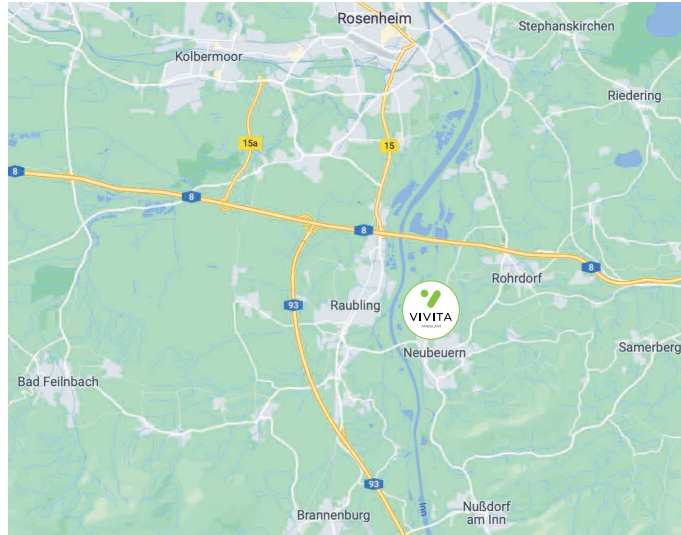 Rosenheim
Stephanskirchen
Kolbermoor
Riedering
15a
15
8
8
8
Rohrdorf
8
93
Raubling
VIVITA
AMBULANT
Neubeuern
Samerberg
Bad Feilnbach
93
Inn
Nußdorf
am Inn
Brannenburg